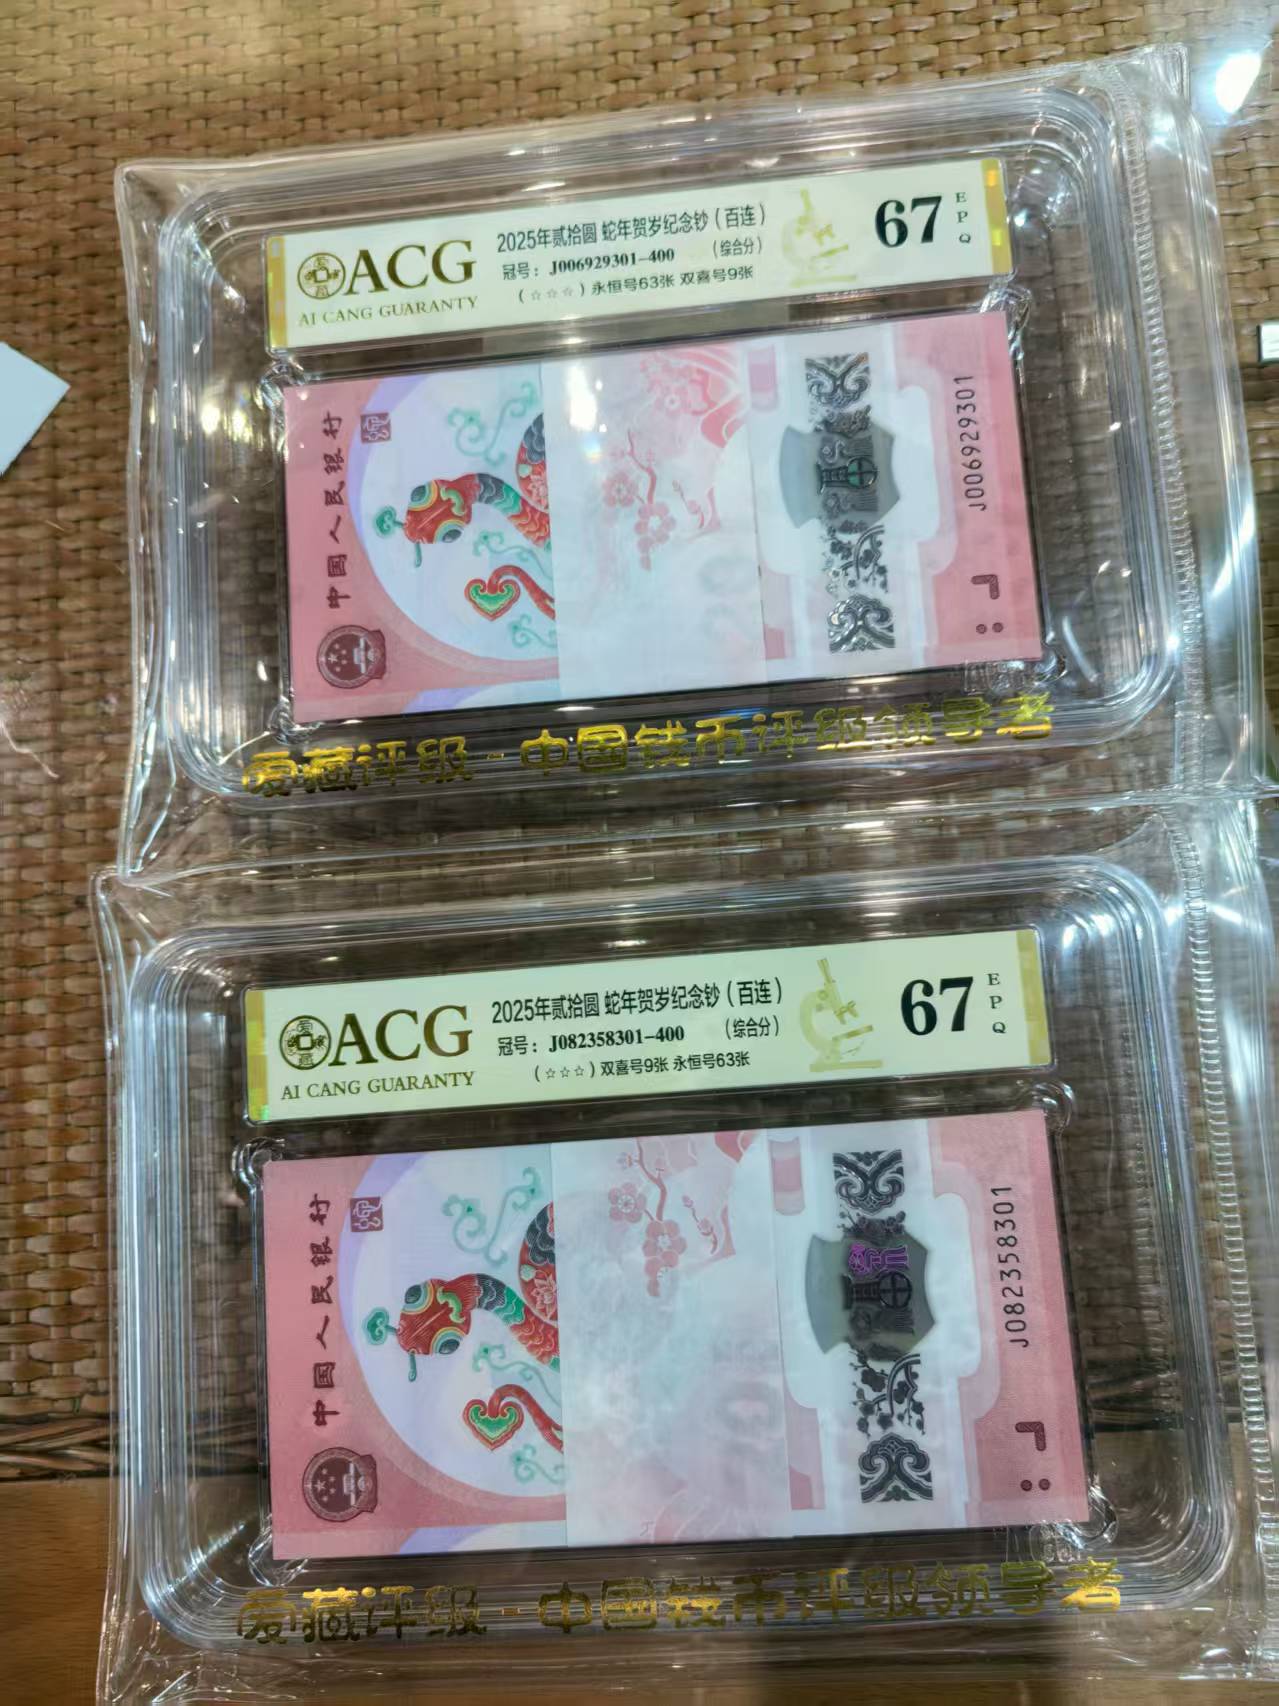 ACG
AI CANG GUARANTY
2025年贰拾圆 蛇年贺岁纪念钞（百连）
冠号：J006929301-400 （综合分）
（☆☆☆）永恒号63张 双喜号9张
67
EPQ
中国人民银行
J006929301
爱藏评级-中国钱币评级领导者
ACG
AI CANG GUARANTY
2025年贰拾圆 蛇年贺岁纪念钞（百连）
冠号：J082358301-400 （综合分）
（☆☆☆）双喜号9张 永恒号63张
67
EPQ
中国人民银行
J082358301
爱藏评级-中国钱币评级领导者